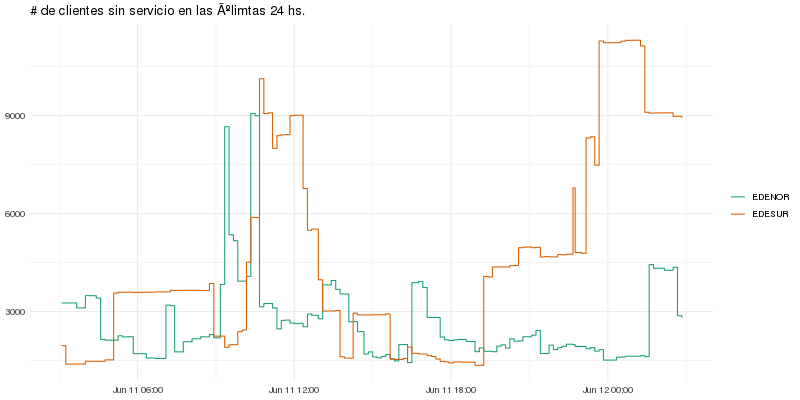 # de clientes sin servicio en las Ãºlimtas 24 hs.
9000
6000
3000
Jun 11 06:00
Jun 11 12:00
Jun 11 18:00
Jun 12 00:00
EDENOR
EDESUR